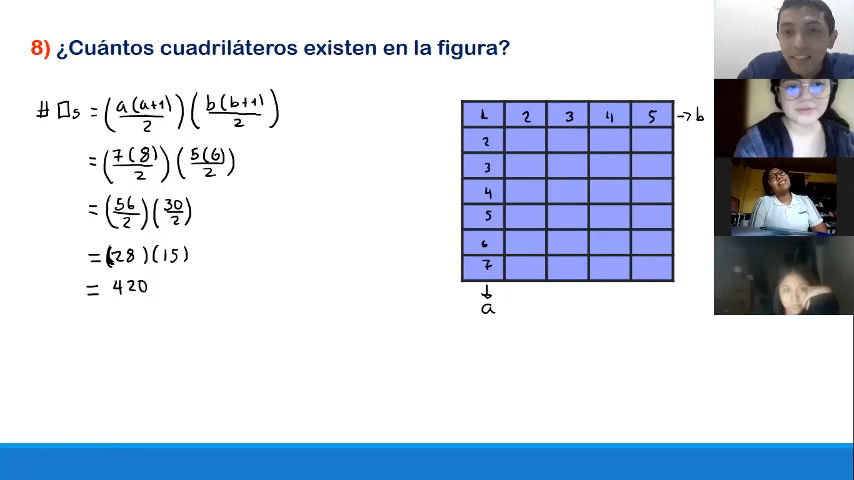 8) ¿Cuántos cuadriláteros existen en la figura?
# □s = (a(a+1)/2) (b(b+1)/2)
= (7(8)/2) (5(6)/2)
= (56/2) (30/2)
= (28)(15)
= 420
1 2 3 4 5 → b
2
3
4
5
6
7
↓
a